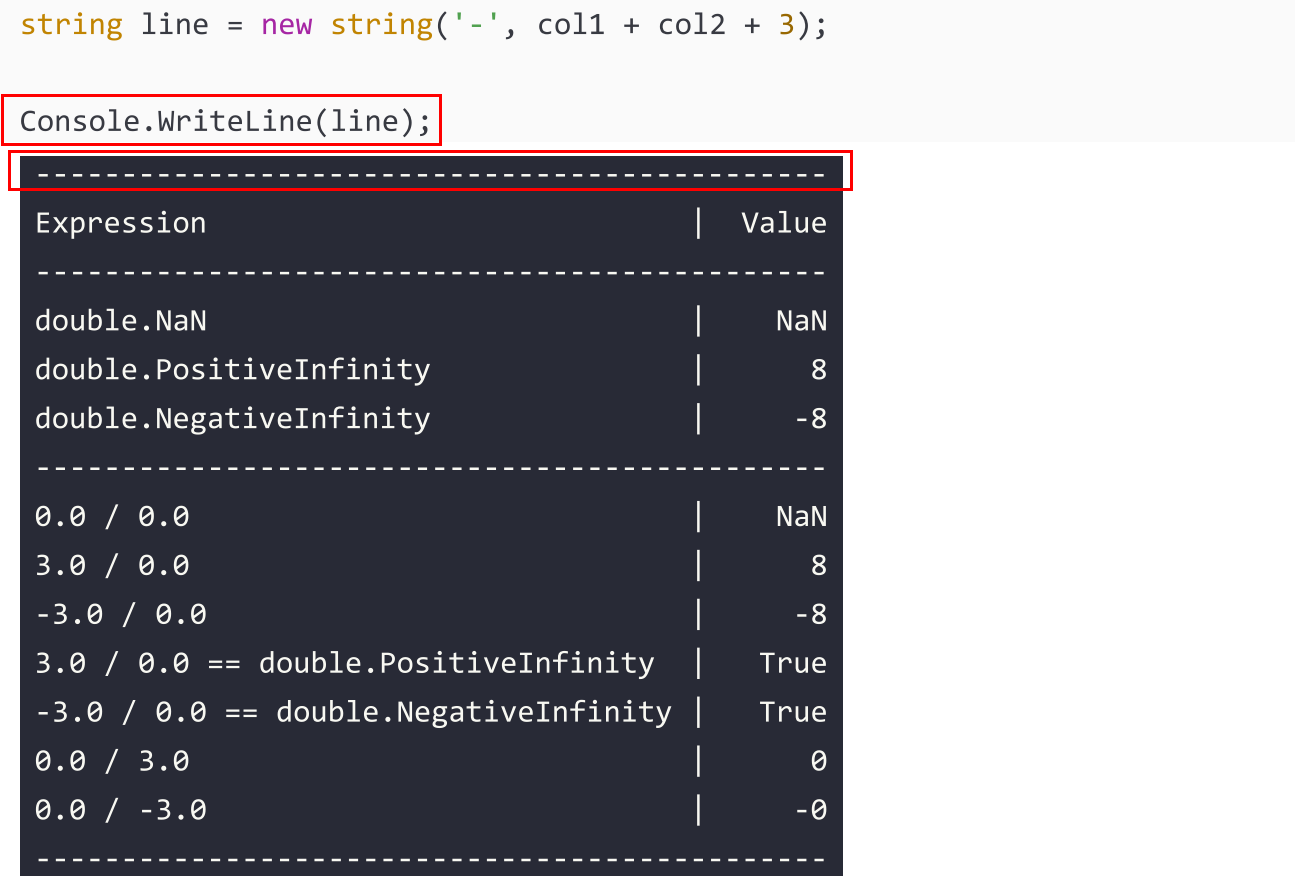 string line = new string('-', col1 + col2 + 3);
Console.WriteLine(line);
----------------------------------------------
Expression                            |  Value
----------------------------------------------
double.NaN                            |    NaN
double.PositiveInfinity               |      8
double.NegativeInfinity               |     -8
----------------------------------------------
0.0 / 0.0                             |    NaN
3.0 / 0.0                             |      8
-3.0 / 0.0                            |     -8
3.0 / 0.0 == double.PositiveInfinity  |   True
-3.0 / 0.0 == double.NegativeInfinity |   True
0.0 / 3.0                             |      0
0.0 / -3.0                            |     -0
----------------------------------------------